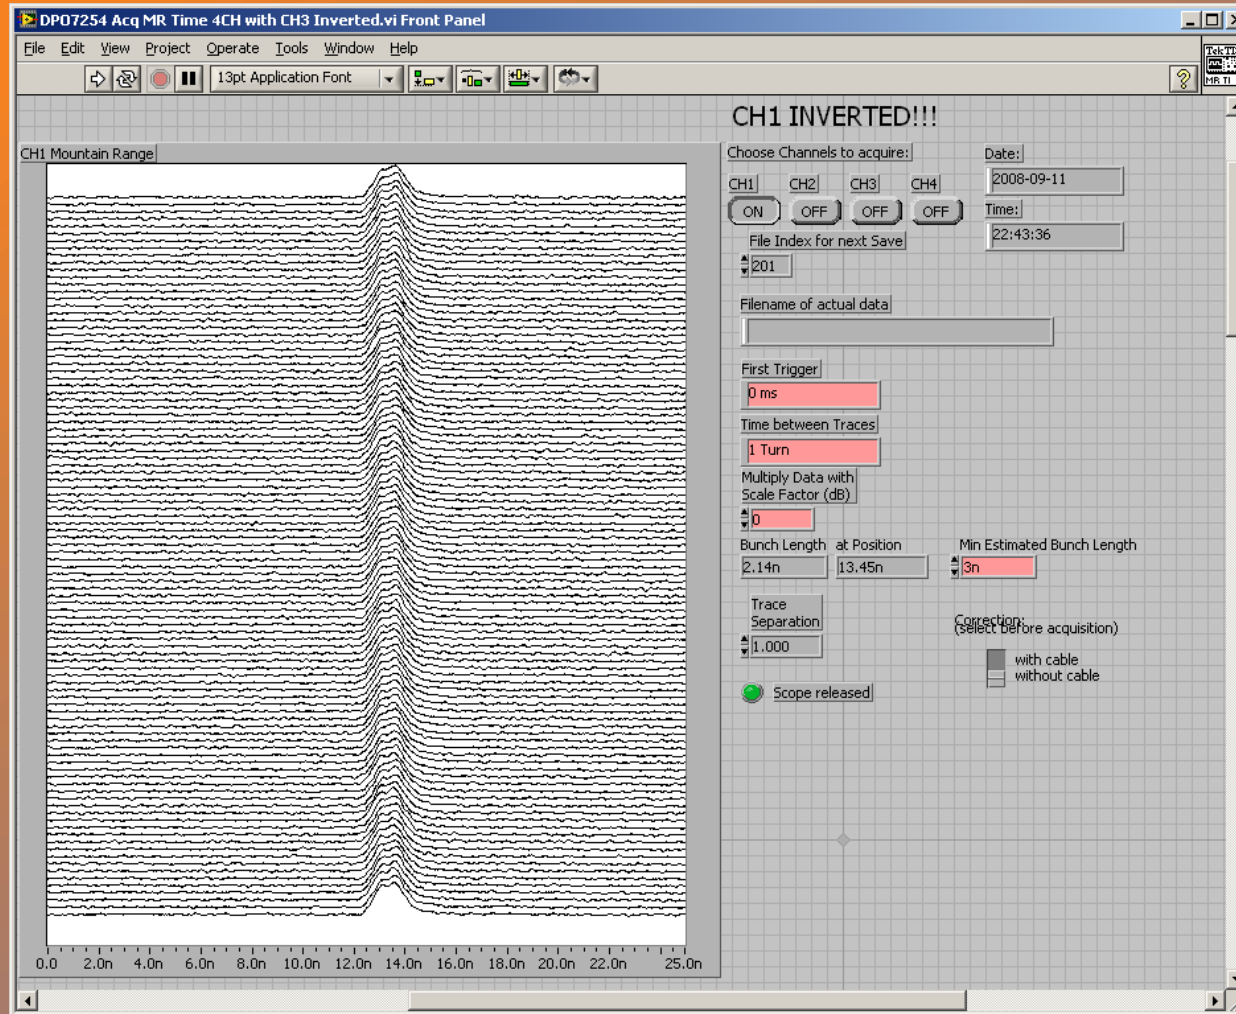 DPO7254 Acq MR Time 4CH with CH3 Inverted.vi Front Panel
File Edit View Project Operate Tools Window Help
13pt Application Font
?
MR TI
CH1 INVERTED!!!
CH1 Mountain Range
Choose Channels to acquire:
CH1 CH2 CH3 CH4
ON OFF OFF OFF
Date:
2008-09-11
Time:
22:43:36
File Index for next Save
201
Filename of actual data
First Trigger
0 ms
Time between Traces
1 Turn
Multiply Data with
Scale Factor (dB)
0
Bunch Length at Position Min Estimated Bunch Length
2.14n 13.45n 3n
Trace
Separation
1.000
Correction:
(select before acquisition)
with cable
without cable
Scope released
0.0 2.0n 4.0n 6.0n 8.0n 10.0n 12.0n 14.0n 16.0n 18.0n 20.0n 22.0n 25.0n